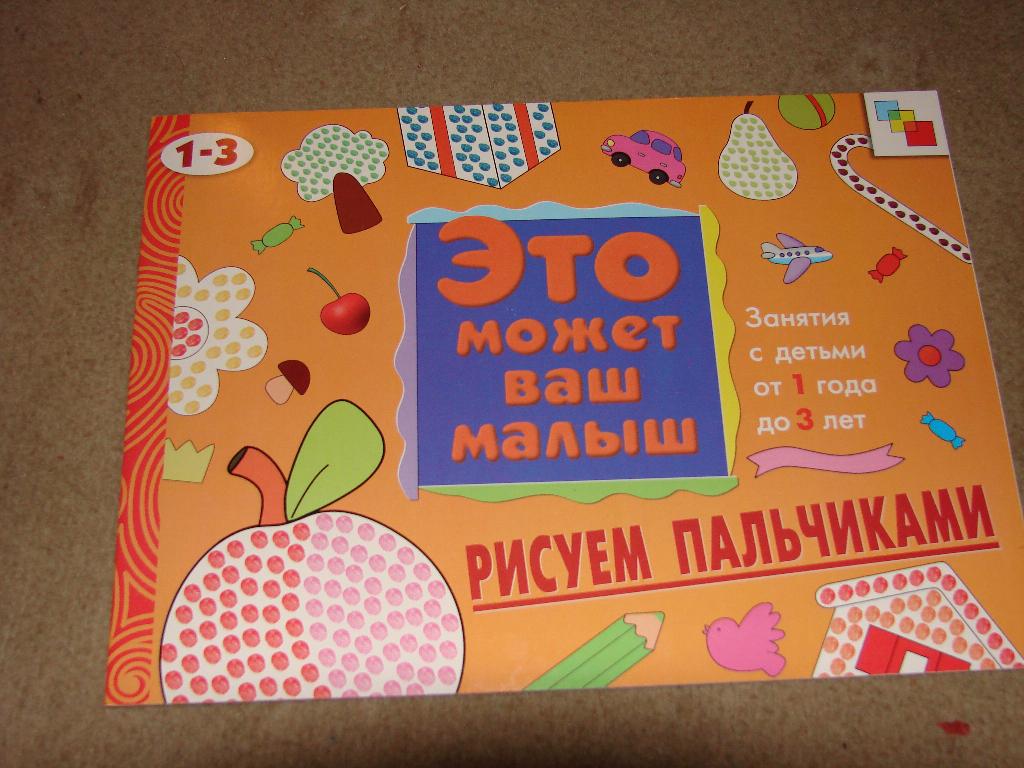 1-3
Это
может
ваш
малыш
Занятия
с детьми
от 1 года
до 3 лет
РИСУЕМ ПАЛЬЧИКАМИ